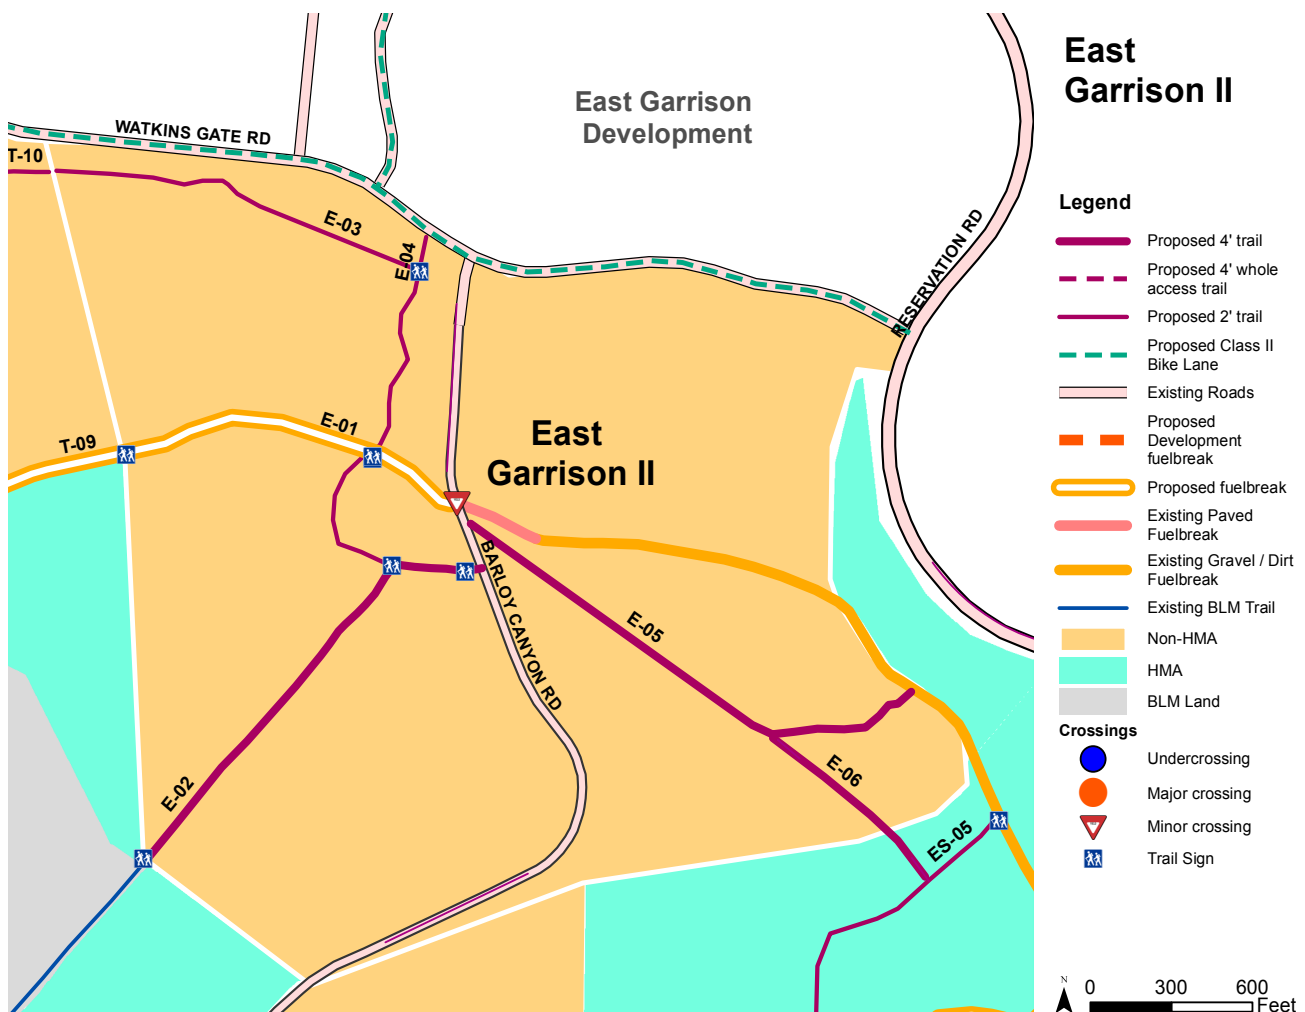 East
Garrison II
East Garrison
Development
WATKINS GATE RD
T-10
E-03
E-04
RESERVATION RD
T-09
E-01
East
Garrison II
BARLOY CANYON RD
E-05
E-02
E-06
ES-05
Legend
Proposed 4' trail
Proposed 4' whole
access trail
Proposed 2' trail
Proposed Class II
Bike Lane
Existing Roads
Proposed
Development
fuelbreak
Proposed fuelbreak
Existing Paved
Fuelbreak
Existing Gravel / Dirt
Fuelbreak
Existing BLM Trail
Non-HMA
HMA
BLM Land
Crossings
Undercrossing
Major crossing
Minor crossing
Trail Sign
N
0 300 600
Feet